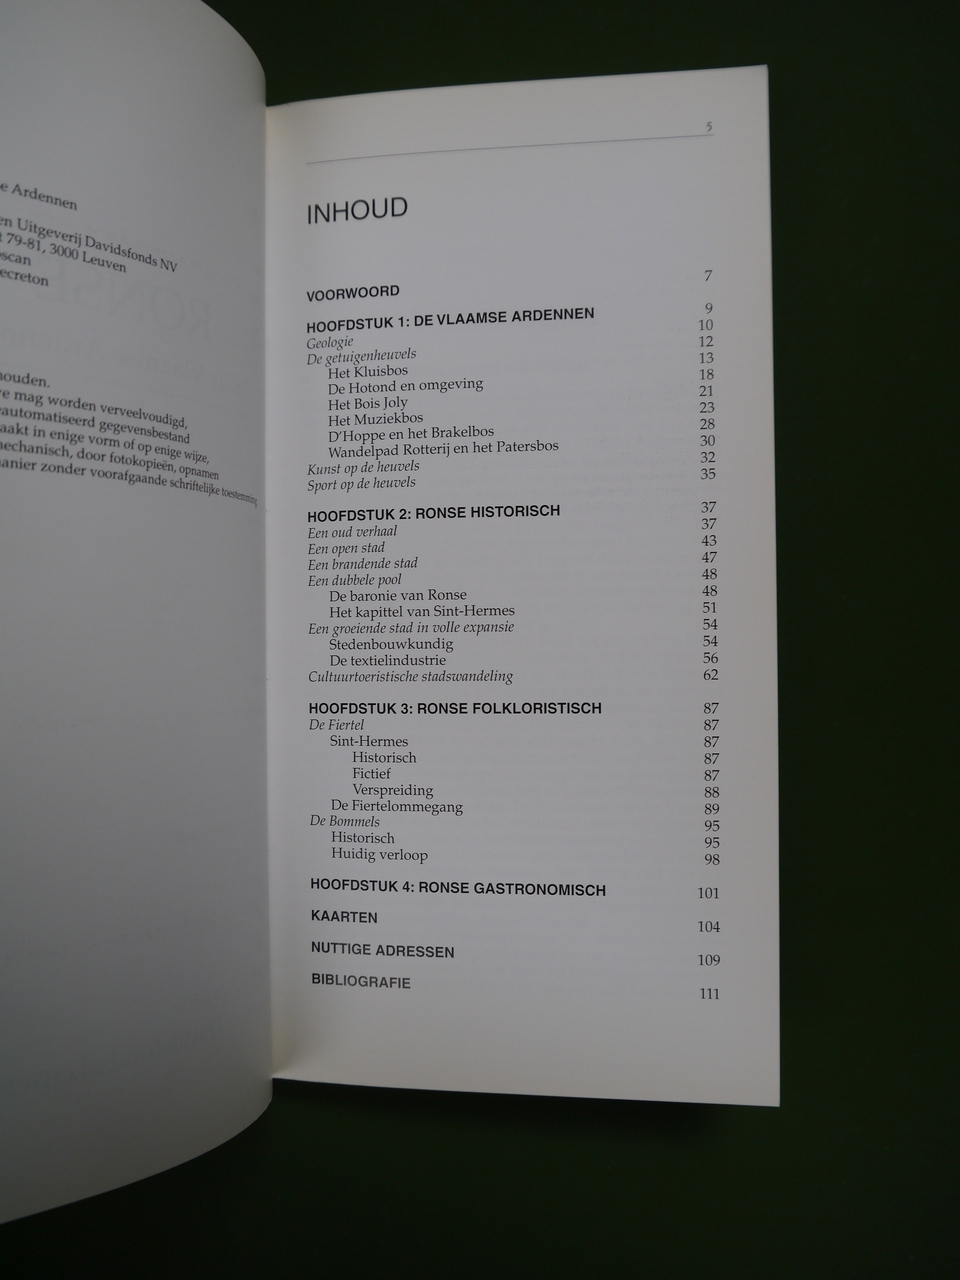 e Ardennen
en Uitgeverij Davidsfonds NV
79-81, 3000 Leuven
scan
ecreton
ouden.
e mag worden verveelvoudigd,
automatiseerd gegevensbestand
aakt in enige vorm of op enige wijze,
echanisch, door fotokopieën, opnamen
anier zonder voorafgaande schriftelijke toestemming
5
INHOUD
VOORWOORD 7
HOOFDSTUK 1: DE VLAAMSE ARDENNEN 9
Geologie 10
De getuigenheuvels 12
Het Kluisbos 13
De Hotond en omgeving 18
Het Bois Joly 21
Het Muziekbos 23
D'Hoppe en het Brakelbos 28
Wandelpad Rotterij en het Patersbos 30
Kunst op de heuvels 32
Sport op de heuvels 35
HOOFDSTUK 2: RONSE HISTORISCH 37
Een oud verhaal 37
Een open stad 43
Een brandende stad 47
Een dubbele pool 48
De baronie van Ronse 48
Het kapittel van Sint-Hermes 51
Een groeiende stad in volle expansie 54
Stedenbouwkundig 54
De textielindustrie 56
Cultuurtoeristische stadswandeling 62
HOOFDSTUK 3: RONSE FOLKLORISTISCH 87
De Fiertel 87
Sint-Hermes 87
Historisch 87
Fictief 87
Verspreiding 88
De Fiertelommegang 89
De Bommels 95
Historisch 95
Huidig verloop 98
HOOFDSTUK 4: RONSE GASTRONOMISCH 101
KAARTEN 104
NUTTIGE ADRESSEN 109
BIBLIOGRAFIE 111